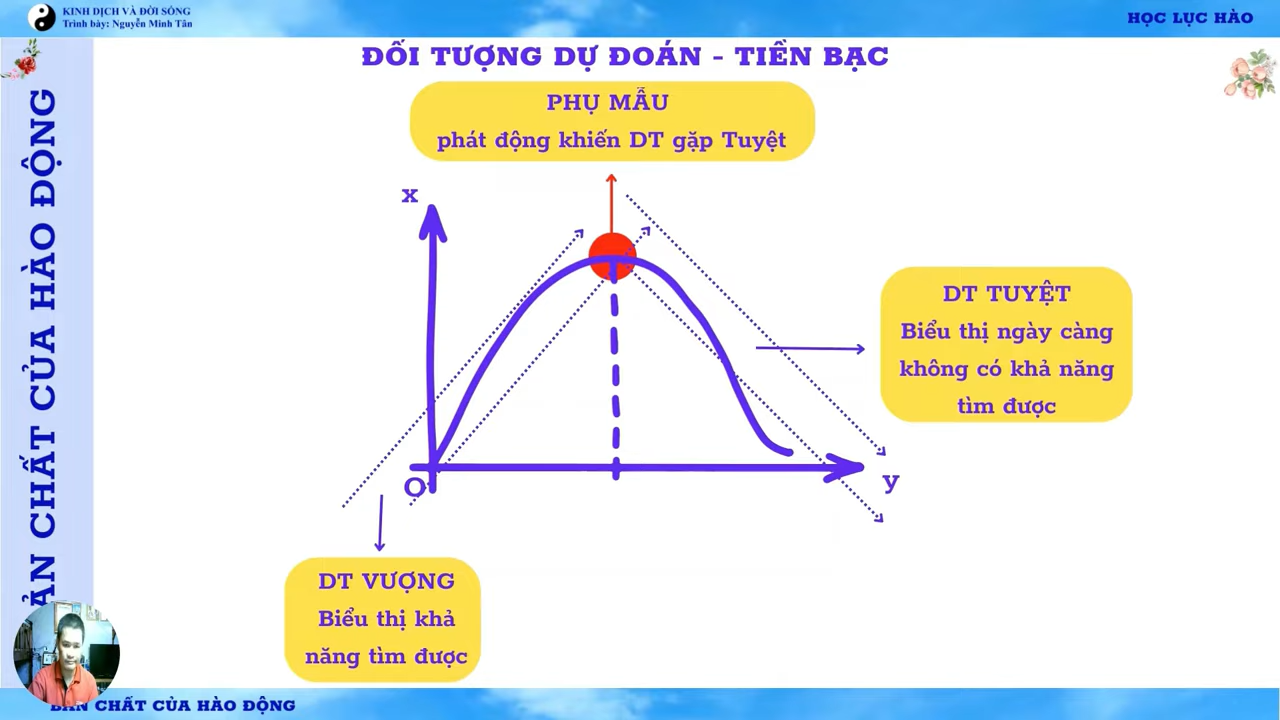 KINH DỊCH VÀ ĐỜI SỐNG
Trình bày: Nguyễn Minh Tân
HỌC LỤC HÀO
ĐỐI TƯỢNG DỰ ĐOÁN - TIỀN BẠC
PHỤ MẪU
phát động khiến DT gặp Tuyệt
x
DT TUYỆT
Biểu thị ngày càng
không có khả năng
tìm được
O
y
DT VƯỢNG
Biểu thị khả
năng tìm được
ẢN CHẤT CỦA HÀO ĐỘNG
BẢN CHẤT CỦA HÀO ĐỘNG